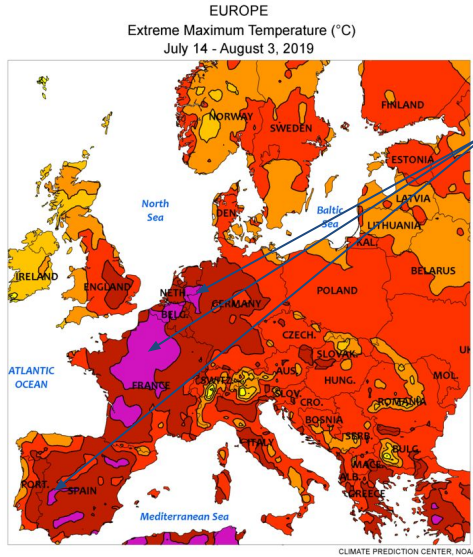 EUROPE
Extreme Maximum Temperature (°C)
July 14 - August 3, 2019
FINLAND
NORWAY
SWEDEN
ESTONIA
North
Sea
DEN.
Baltic
Sea
LATVIA
LITHUANIA
KAL.
IRELAND
ENGLAND
NETH.
BELG.
GERMANY
POLAND
BELARUS
CZECH.
SLOVAK.
ATLANTIC
OCEAN
FRANCE
SWITZ.
AUS.
HUNG.
MOL.
SLOV.
CRO.
ROMANIA
BOSNIA
SERB.
ITALY
BULG.
MACE.
ALB.
GREECE
PORT.
SPAIN
Mediterranean Sea
CLIMATE PREDICTION CENTER, NOA